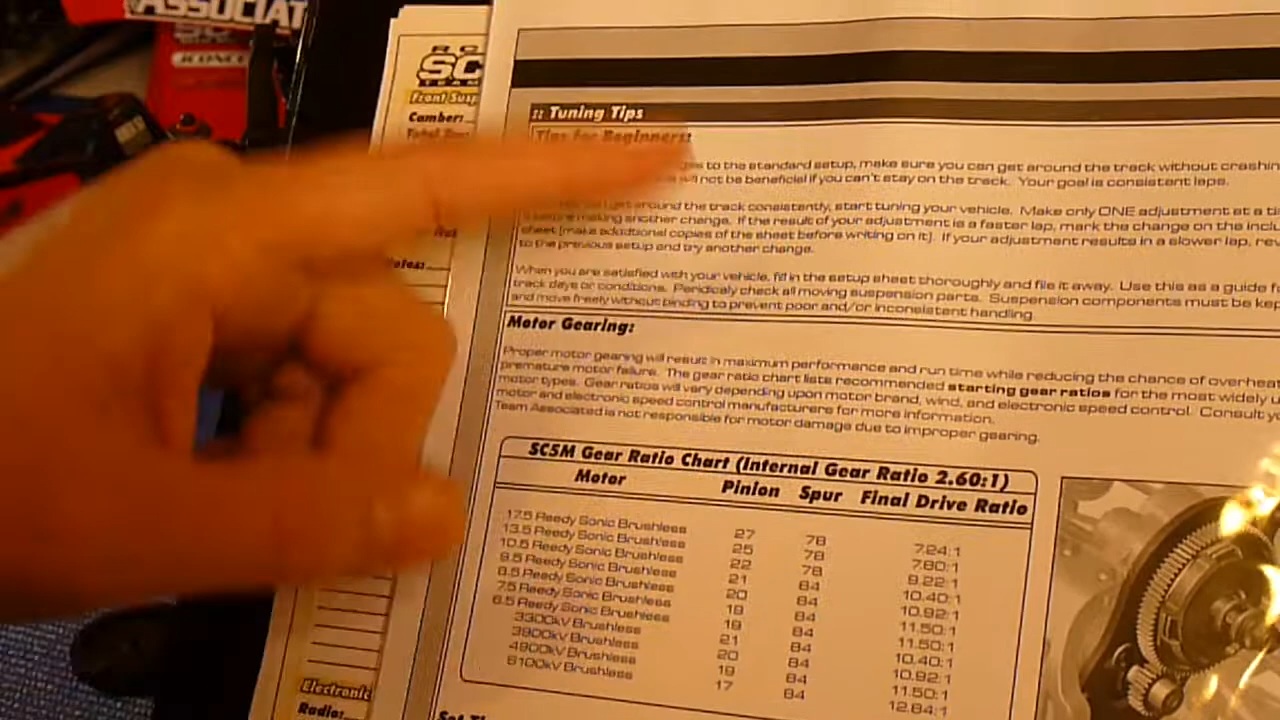 ASSOCIAT
SC
RC
SC
TEAM
Front Susp
Camber:
:: Tuning Tips
Tips for Beginners:
to the standard setup, make sure you can get around the track without crashin
will not be beneficial if you can't stay on the track. Your goal is consistent laps.
around the track consistently, start tuning your vehicle. Make only ONE adjustment at a ti
before making another change. If the result of your adjustment is a faster lap, mark the change on the inclu
sheet (make additional copies of the sheet before writing on it). If your adjustment results in a slower lap, rev
to the previous setup and try another change.
When you are satisfied with your vehicle, fill in the setup sheet thoroughly and file it away. Use this as a guide f
track days or conditions. Periodicaly check all moving suspension parts. Suspension components must be kep
and move freely without binding to prevent poor and/or inconsistent handling.
Motor Gearing:
Proper motor gearing will result in maximum performance and run time while reducing the chance of overhea
premature motor failure. The gear ratio chart lists recommended starting gear ratios for the most widely u
motor types. Gear ratios will vary depending upon motor brand, wind, and electronic speed control. Consult y
motor and electronic speed control manufacturers for more information.
Team Associated is not responsible for motor damage due to improper gearing.
SC5M Gear Ratio Chart (Internal Gear Ratio 2.60:1)
Motor Pinion Spur Final Drive Ratio
17.5 Reedy Sonic Brushless 27 78 7.24:1
13.5 Reedy Sonic Brushless 25 78 7.80:1
10.5 Reedy Sonic Brushless 22 78 9.22:1
9.5 Reedy Sonic Brushless 21 84 10.40:1
8.5 Reedy Sonic Brushless 20 84 10.92:1
7.5 Reedy Sonic Brushless 19 84 11.50:1
6.5 Reedy Sonic Brushless 19 84 11.50:1
3300kV Brushless 21 84 10.40:1
3900kV Brushless 20 84 10.92:1
4900kV Brushless 19 84 11.50:1
6100kV Brushless 17 84 12.84:1
Electronic
Radio: